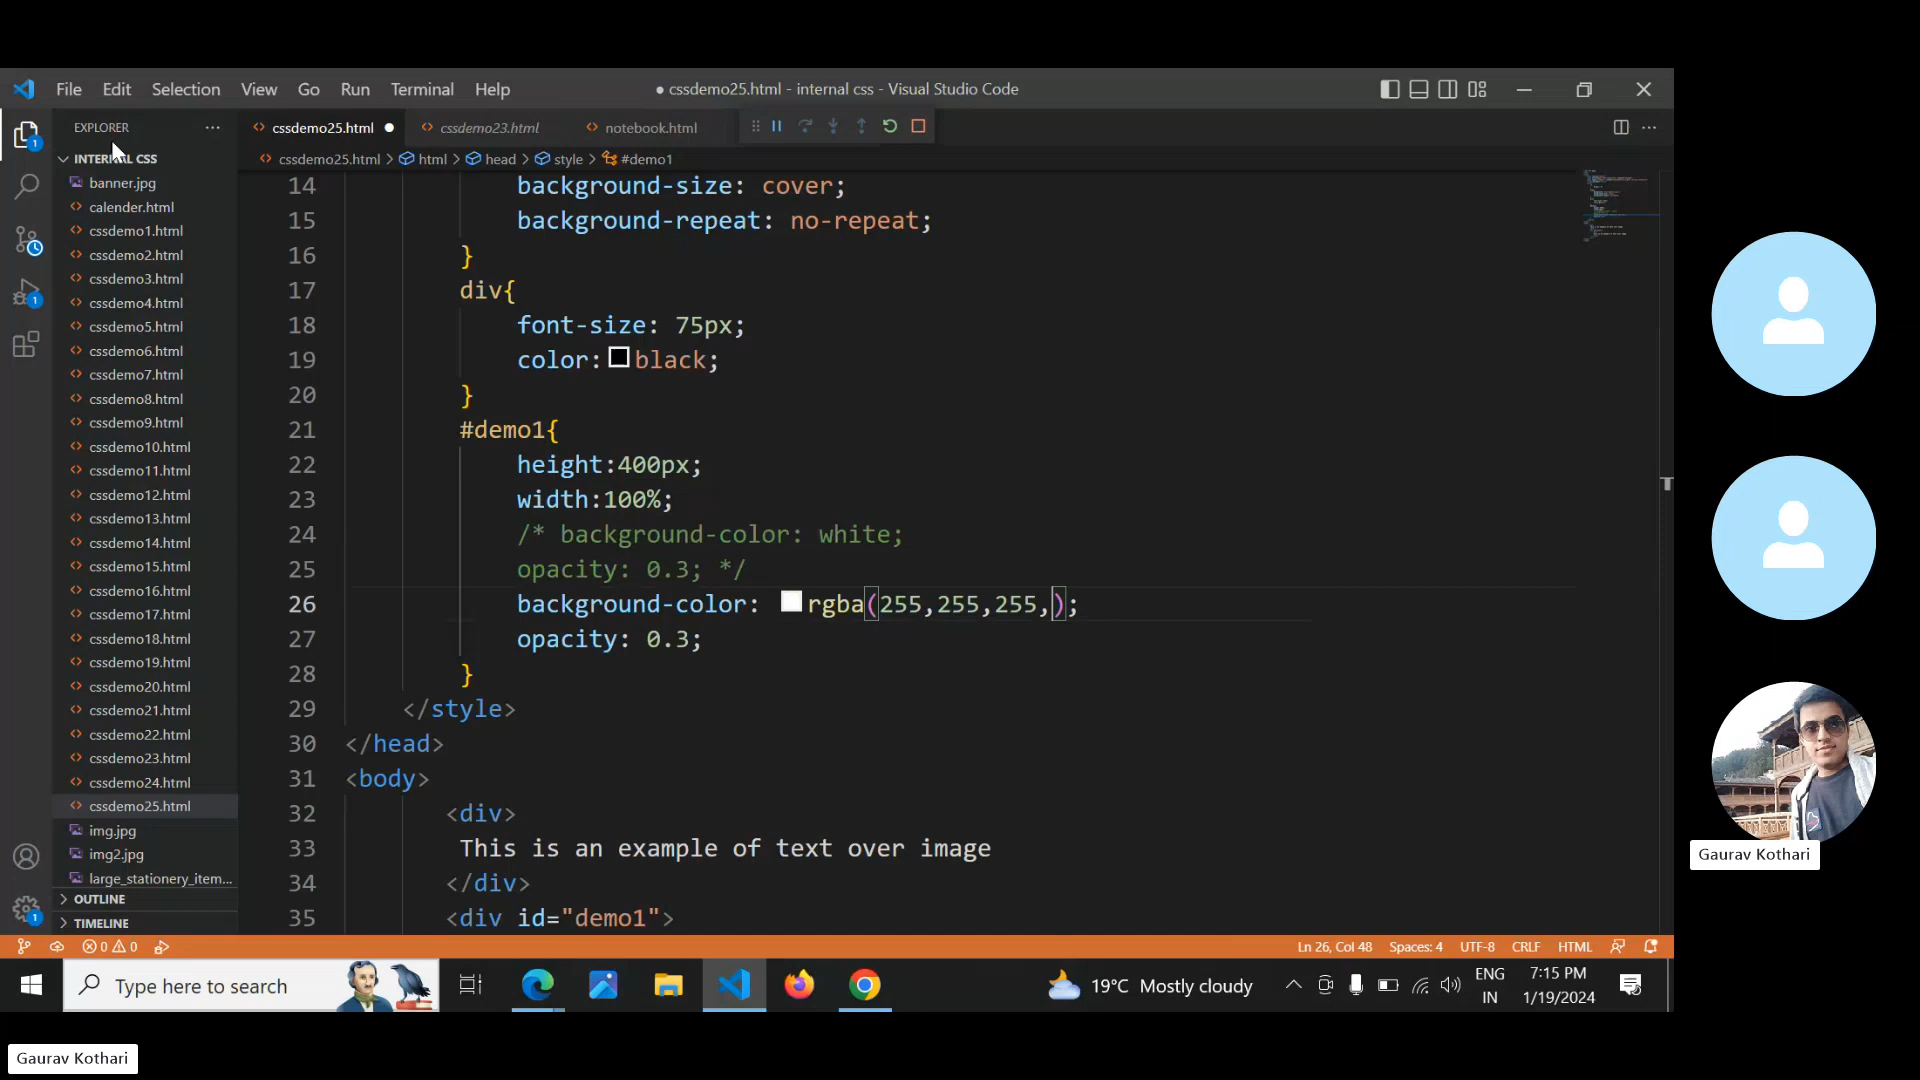 File Edit Selection View Go Run Terminal Help
● cssdemo25.html - internal css - Visual Studio Code
EXPLORER
cssdemo25.html
cssdemo23.html
notebook.html
cssdemo25.html > html > head > style > #demo1
INTERNAL CSS
banner.jpg
calender.html
cssdemo1.html
cssdemo2.html
cssdemo3.html
cssdemo4.html
cssdemo5.html
cssdemo6.html
cssdemo7.html
cssdemo8.html
cssdemo9.html
cssdemo10.html
cssdemo11.html
cssdemo12.html
cssdemo13.html
cssdemo14.html
cssdemo15.html
cssdemo16.html
cssdemo17.html
cssdemo18.html
cssdemo19.html
cssdemo20.html
cssdemo21.html
cssdemo22.html
cssdemo23.html
cssdemo24.html
cssdemo25.html
img.jpg
img2.jpg
large_stationery_item...
OUTLINE
TIMELINE
1
1
1
14 background-size: cover;
15 background-repeat: no-repeat;
16 }
17 div{
18 font-size: 75px;
19 color: black;
20 }
21 #demo1{
22 height:400px;
23 width:100%;
24 /* background-color: white;
25 opacity: 0.3; */
26 background-color: rgba(255,255,255,);
27 opacity: 0.3;
28 }
29 </style>
30 </head>
31 <body>
32 <div>
33 This is an example of text over image
34 </div>
35 <div id="demo1">
0 0
Ln 26, Col 48 Spaces: 4 UTF-8 CRLF HTML
Type here to search
19°C Mostly cloudy
ENG
IN
7:15 PM
1/19/2024
Gaurav Kothari
Gaurav Kothari